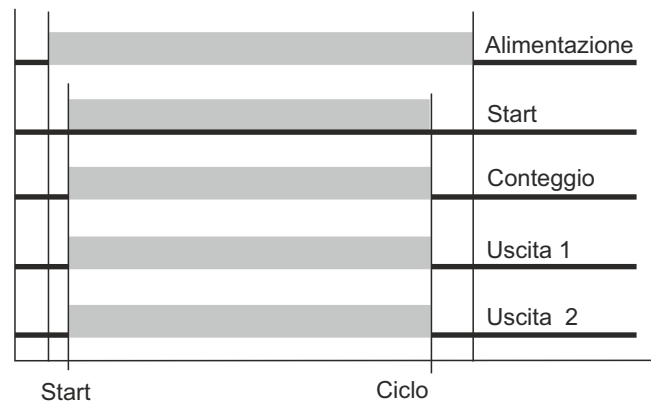 Alimentazione
Start
Conteggio
Uscita 1
Uscita 2
Start Ciclo